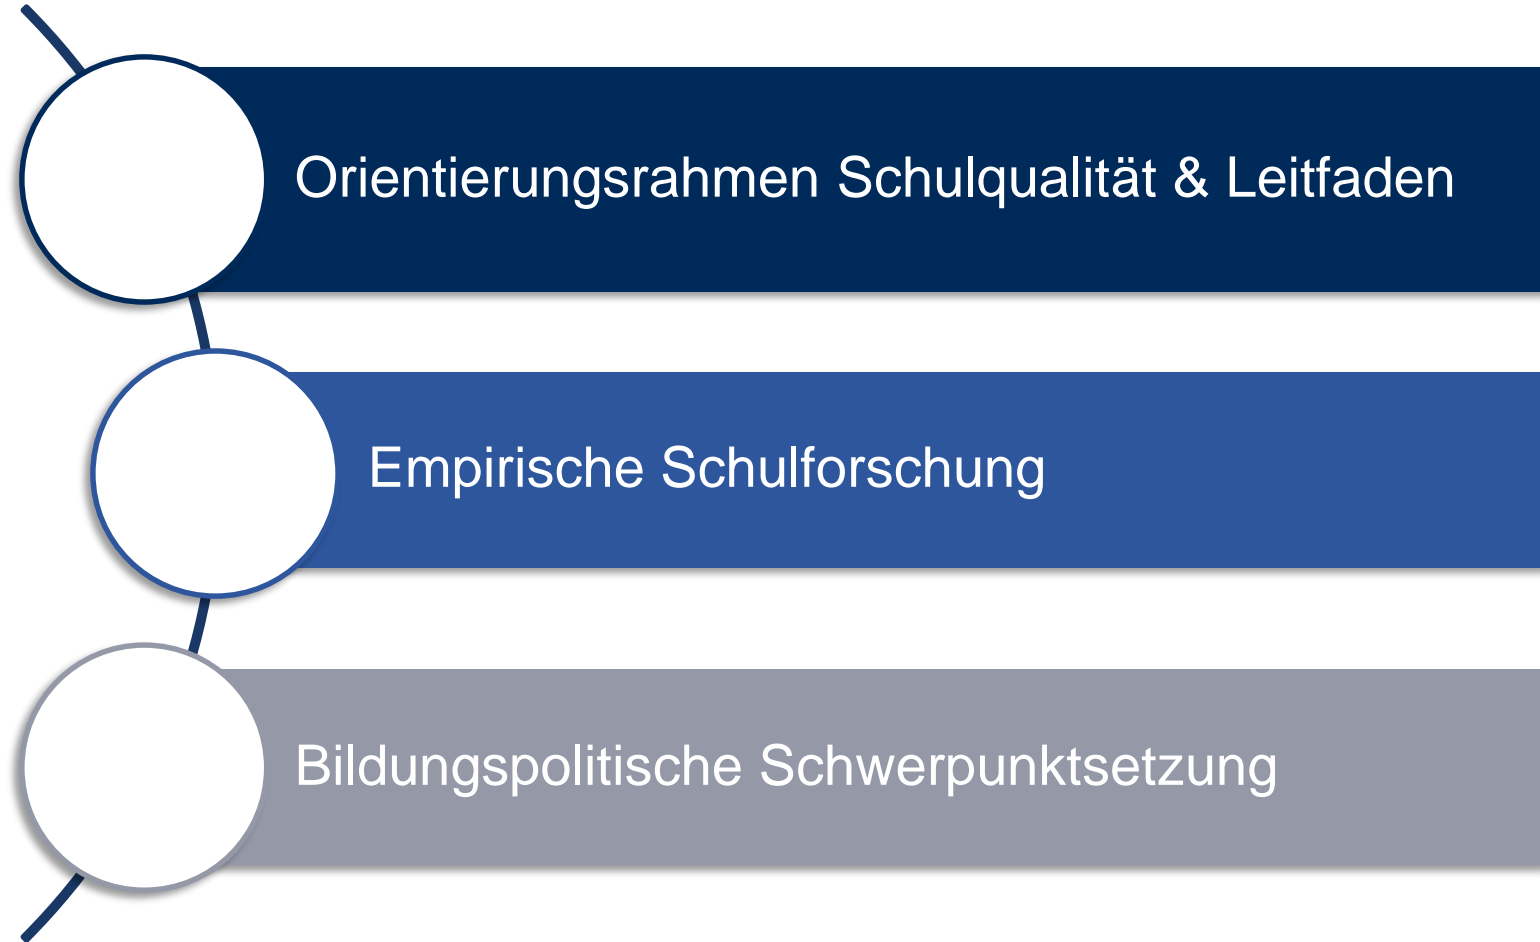 Orientierungsrahmen Schulqualität & Leitfaden
Empirische Schulforschung
Bildungspolitische Schwerpunktsetzung